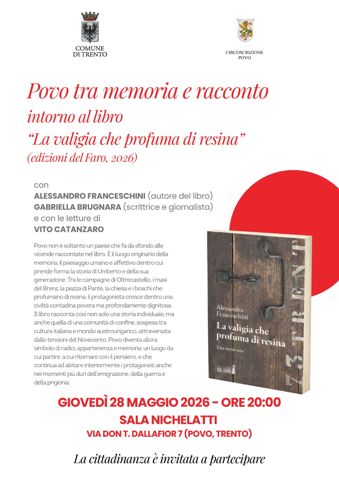 COMUNE
DI TRENTO
CIRCOSCRIZIONE
POVO
Povo tra memoria e racconto
intorno al libro
“La valigia che profuma di resina”
(edizioni del Faro, 2026)
con
ALESSANDRO FRANCESCHINI (autore del libro)
GABRIELLA BRUGNARA (scrittrice e giornalista)
e con le letture di
VITO CATANZARO
Povo non è soltanto un paese che fa da sfondo alle
vicende raccontate nel libro. È il luogo originario della
memoria, il paesaggio umano e affettivo dentro cui
prende forma la storia di Umberto e della sua
generazione. Tra le campagne di Oltrecastello, i masi
del Brenz, la piazza di Pantè, la chiesa e i boschi che
profumano di resina, il protagonista cresce dentro una
civiltà contadina povera ma profondamente dignitosa.
Il libro racconta così non solo una storia individuale, ma
anche quella di una comunità di confine, sospesa tra
cultura italiana e mondo austroungarico, attraversata
dalle tensioni del Novecento. Povo diventa allora
simbolo di radici, appartenenza e memoria: un luogo da
cui partire, a cui ritornare con il pensiero, e che
continua ad abitare interiormente i protagonisti anche
nei momenti più duri dell'emigrazione, della guerra e
della prigionia.
Alessandro
Franceschini
La valigia che
profuma di resina
Una storia vera
GIOVEDÌ 28 MAGGIO 2026 - ORE 20:00
SALA NICHELATTI
VIA DON T. DALLAFIOR 7 (POVO, TRENTO)
La cittadinanza è invitata a partecipare